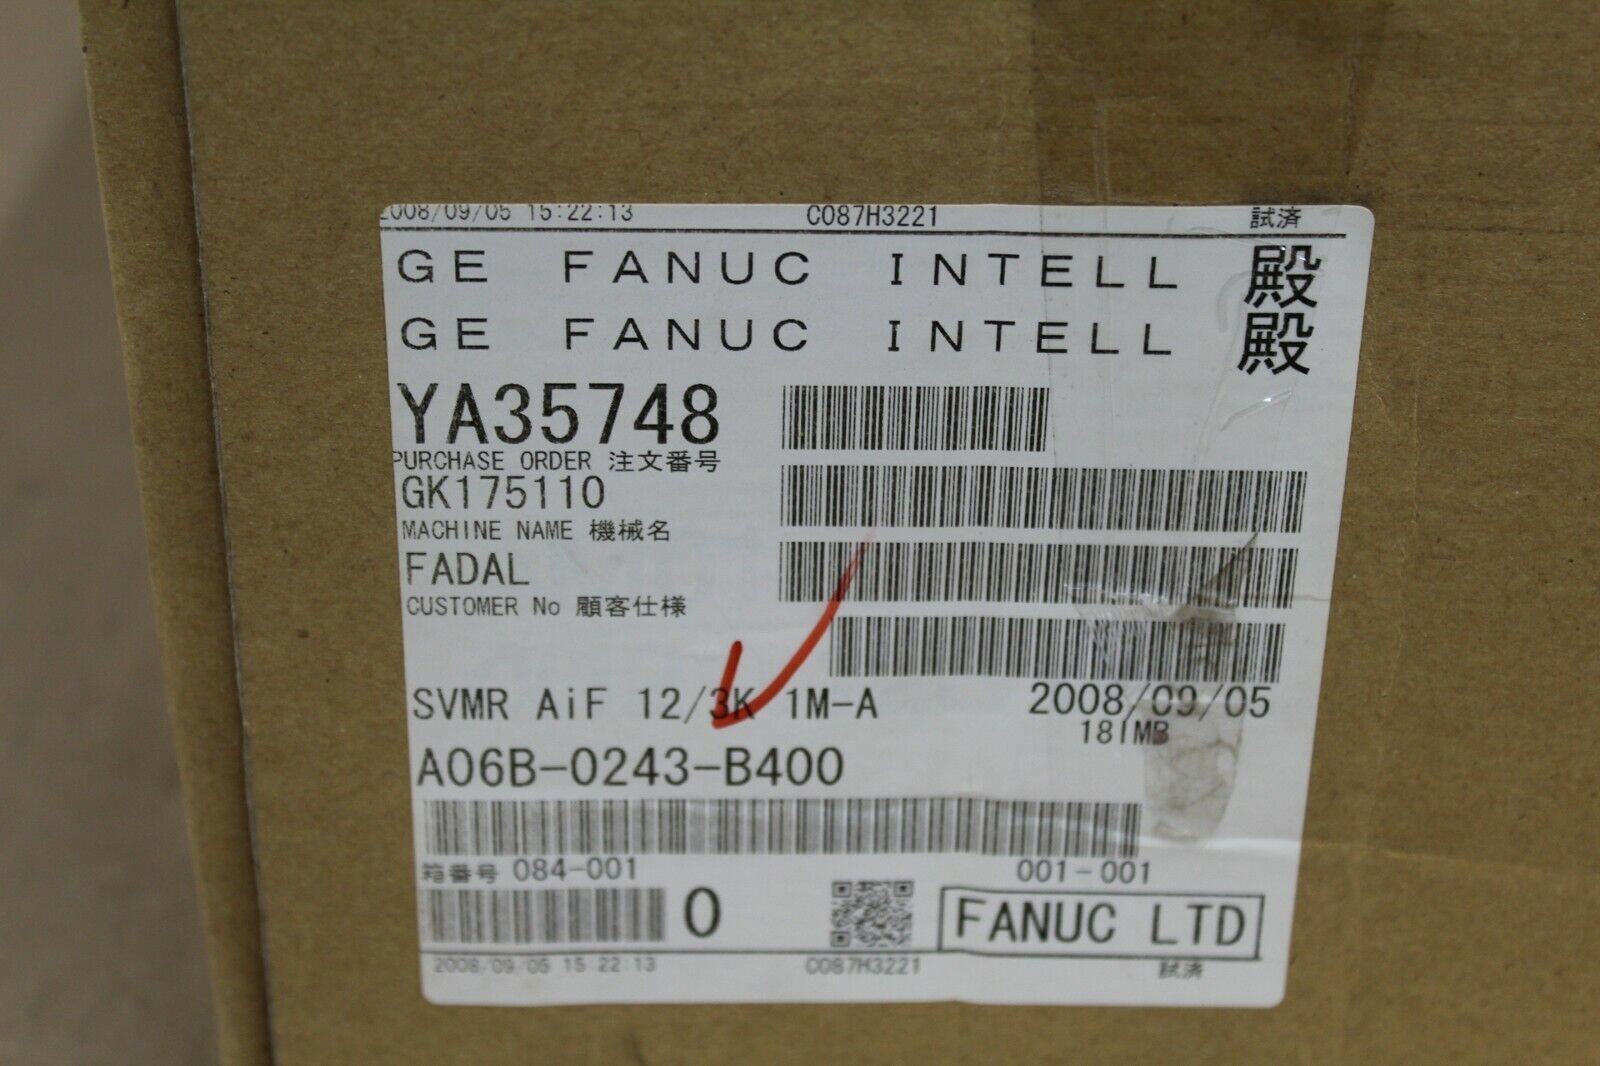 2008/09/05 15:22:13 C087H3221 試済
GE FANUC INTELL 殿
GE FANUC INTELL 殿
YA35748
PURCHASE ORDER 注文番号
GK175110
MACHINE NAME 機械名
FADAL
CUSTOMER No 顧客仕様
SVMR AiF 12/3K 1M-A 2008/09/05
18IMB
A06B-0243-B400
箱番号 084-001 001-001
0 FANUC LTD
2008/09/05 15:22:13 C087H3221 試済